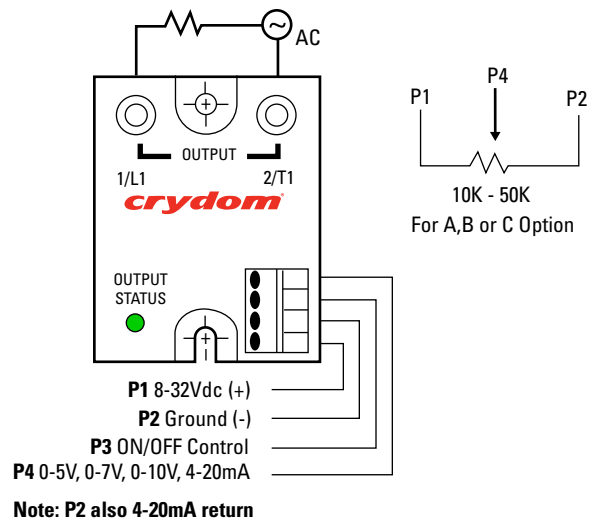 AC
OUTPUT
1/L1 2/T1
crydom
OUTPUT
STATUS
P1 8-32Vdc (+)
P2 Ground (-)
P3 ON/OFF Control
P4 0-5V, 0-7V, 0-10V, 4-20mA
Note: P2 also 4-20mA return
P4
P1 P2
10K - 50K
For A,B or C Option